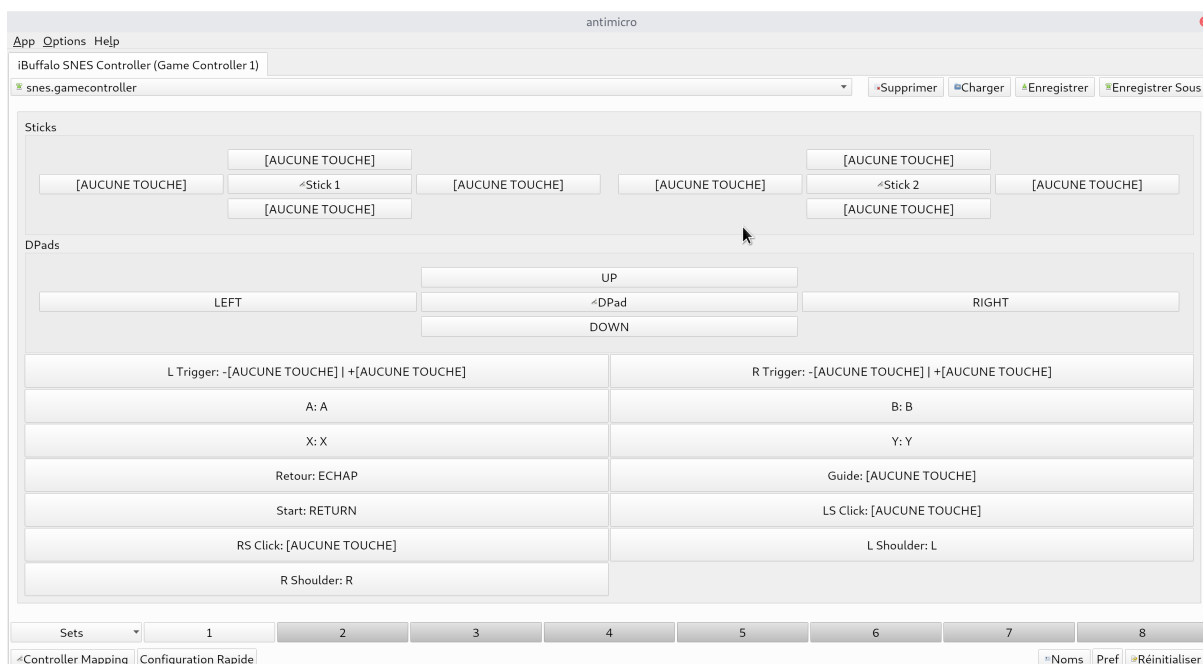 antimicro
App Options Help
iBuffalo SNES Controller (Game Controller 1)
snes.gamecontroller Supprimer Charger Enregistrer Enregistrer Sous
Sticks
[AUCUNE TOUCHE] [AUCUNE TOUCHE]
[AUCUNE TOUCHE] Stick 1 [AUCUNE TOUCHE] [AUCUNE TOUCHE] Stick 2 [AUCUNE TOUCHE]
[AUCUNE TOUCHE] [AUCUNE TOUCHE]
DPads
UP
LEFT DPad RIGHT
DOWN
L Trigger: -[AUCUNE TOUCHE] | +[AUCUNE TOUCHE] R Trigger: -[AUCUNE TOUCHE] | +[AUCUNE TOUCHE]
A: A B: B
X: X Y: Y
Retour: ECHAP Guide: [AUCUNE TOUCHE]
Start: RETURN LS Click: [AUCUNE TOUCHE]
RS Click: [AUCUNE TOUCHE] L Shoulder: L
R Shoulder: R
Sets 1 2 3 4 5 6 7 8
Controller Mapping Configuration Rapide Noms Pref Réinitialiser